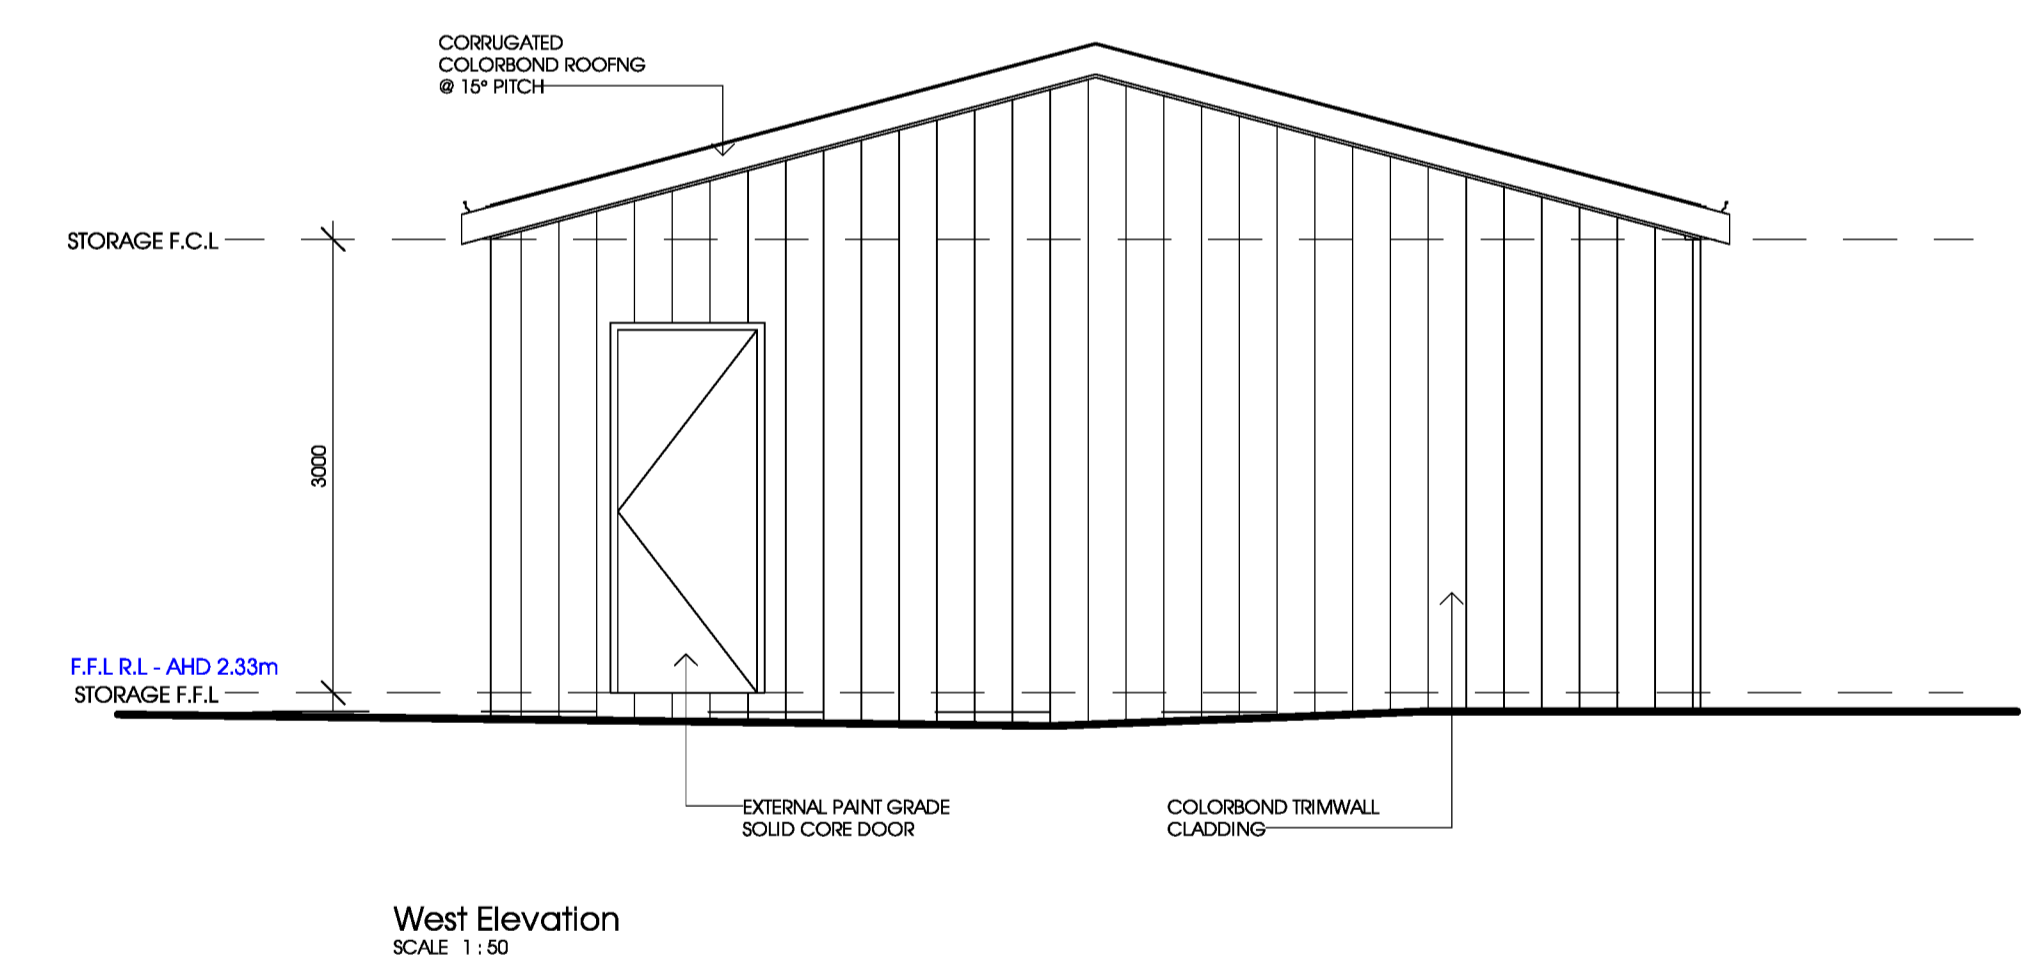 CORRUGATED
COLORBOND ROOFNG
@ 15° PITCH
STORAGE F.C.L
3000
F.F.L R.L - AHD 2.33m
STORAGE F.F.L
EXTERNAL PAINT GRADE
SOLID CORE DOOR
COLORBOND TRIMWALL
CLADDING
West Elevation
SCALE 1 : 50